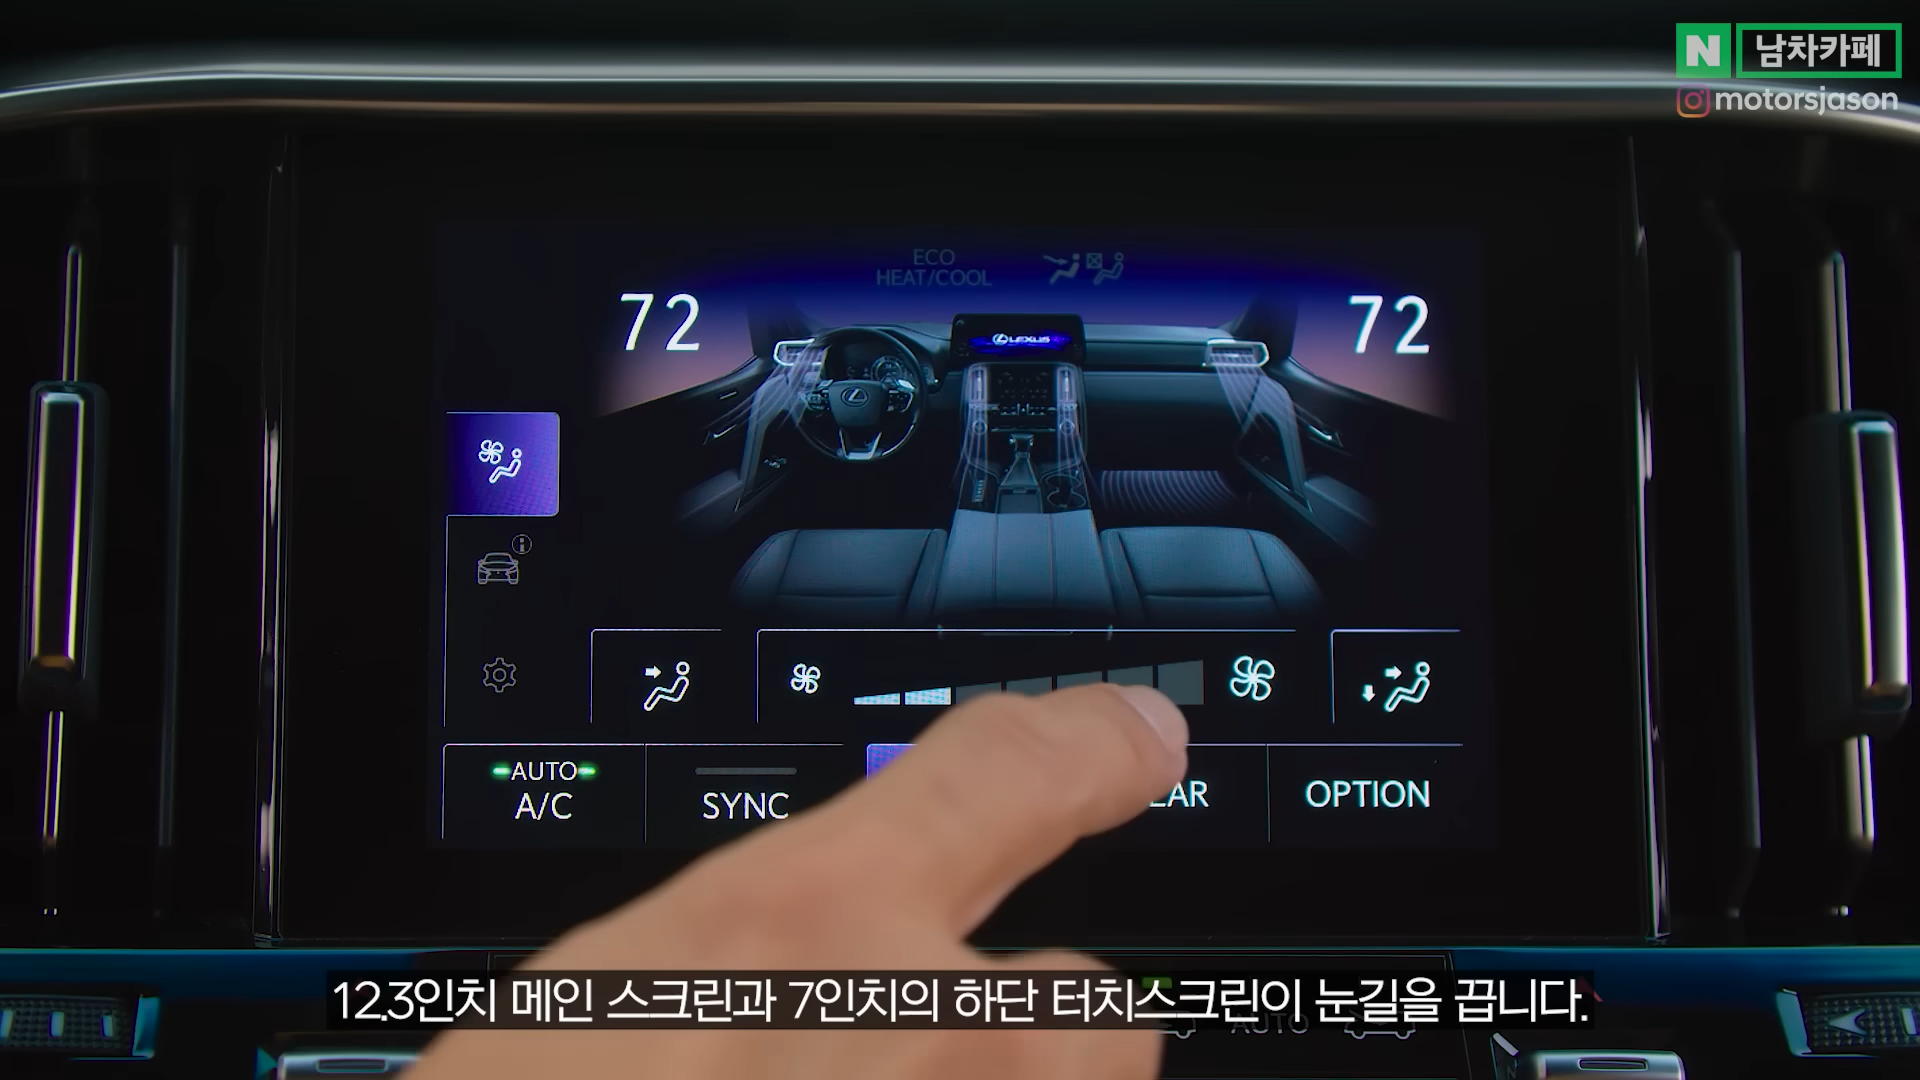 N 남차카페
motorsjason
ECO
HEAT/COOL
72
72
LEXUS
AUTO
A/C
SYNC
OPTION
12.3인치 메인 스크린과 7인치의 하단 터치스크린이 눈길을 끕니다.
AUTO